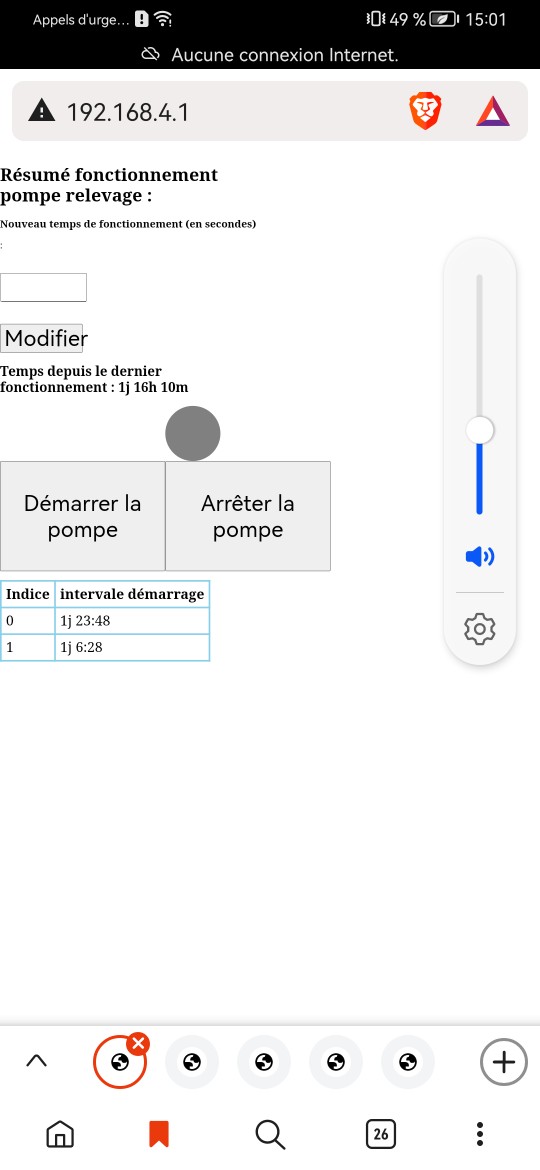 Appels d'urge... 49 % 15:01
Aucune connexion Internet.
192.168.4.1
Résumé fonctionnement
pompe relevage :
Nouveau temps de fonctionnement (en secondes)
:
Modifier
Temps depuis le dernier
fonctionnement : 1j 16h 10m
Démarrer la
pompe
Arrêter la
pompe
Indice intervale démarrage
0 1j 23:48
1 1j 6:28
26